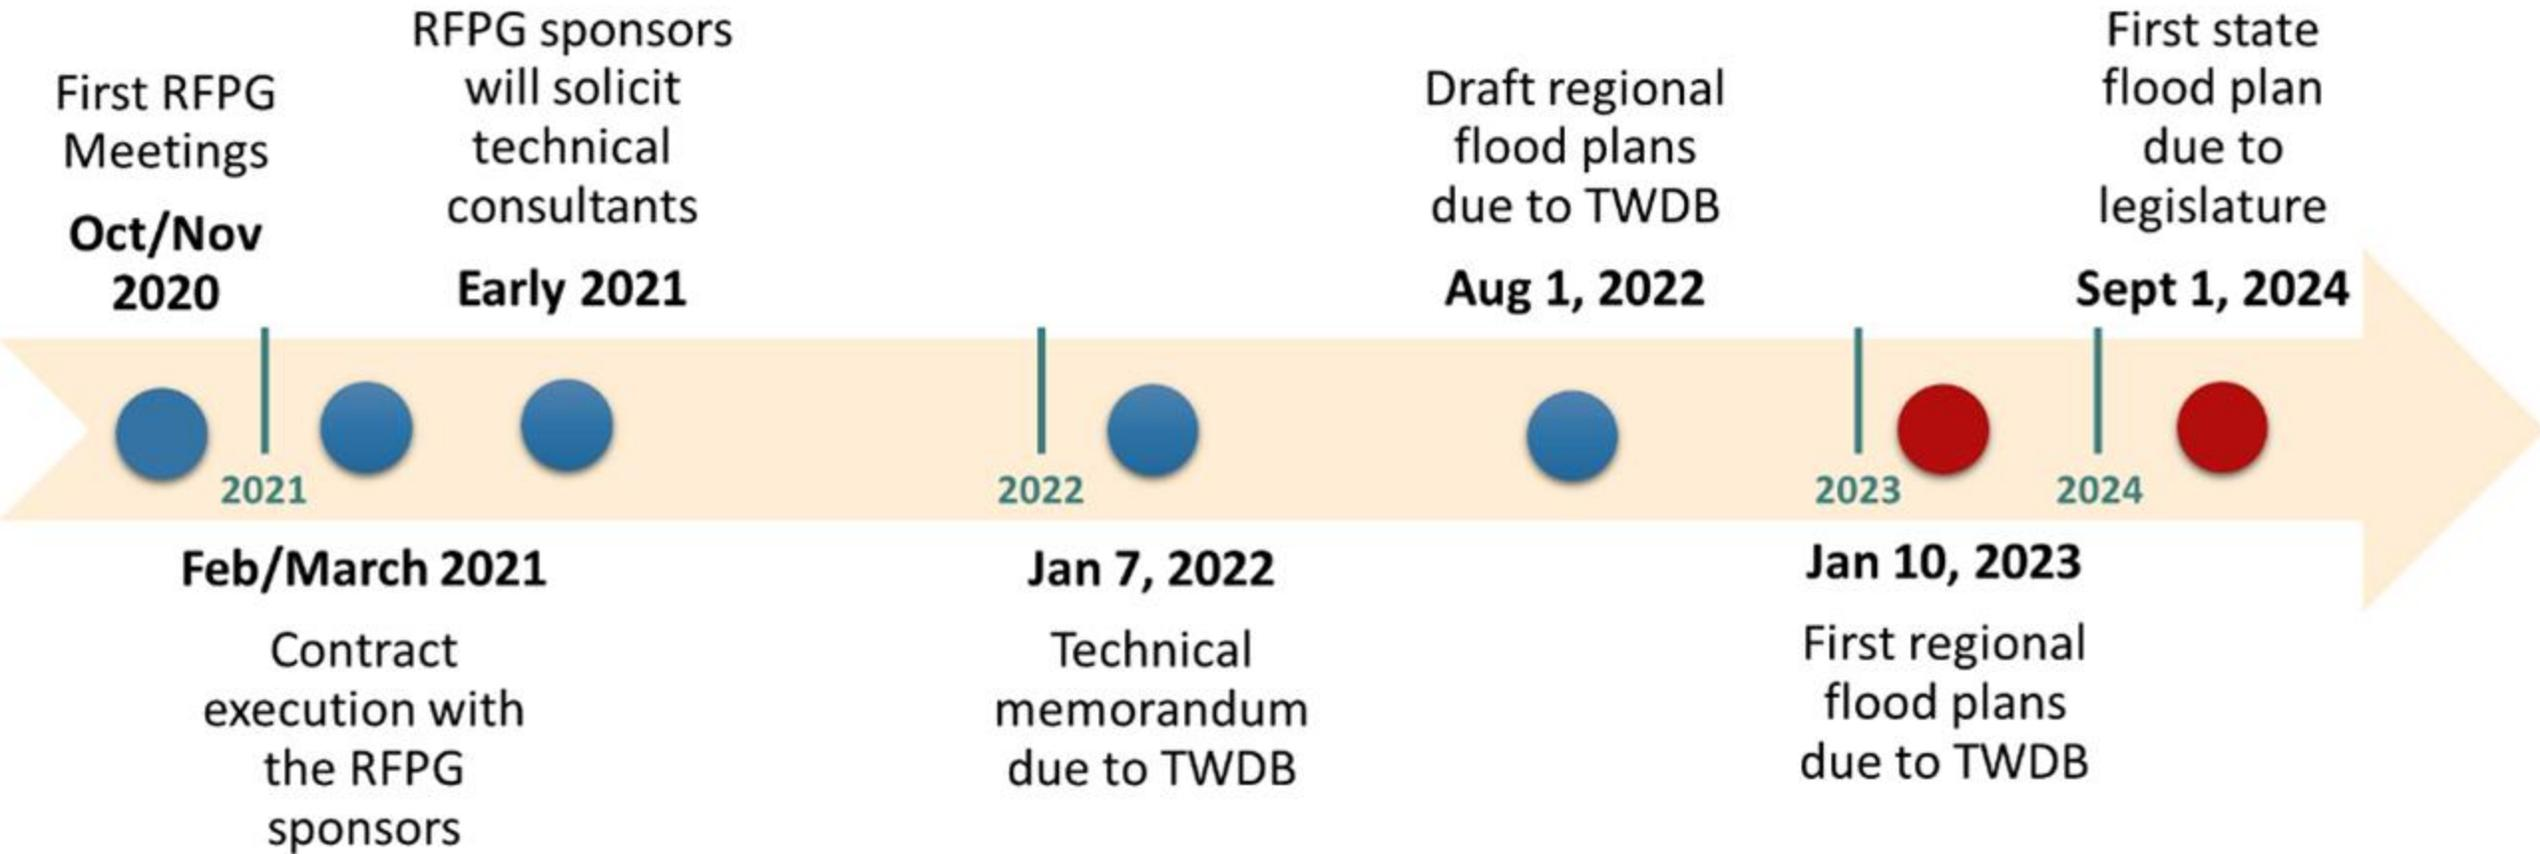 First RFPG
Meetings
Oct/Nov
2020
RFPG sponsors
will solicit
technical
consultants
Early 2021
Draft regional
flood plans
due to TWDB
Aug 1, 2022
First state
flood plan
due to
legislature
Sept 1, 2024
2021
2022
2023
2024
Feb/March 2021
Contract
execution with
the RFPG
sponsors
Jan 7, 2022
Technical
memorandum
due to TWDB
Jan 10, 2023
First regional
flood plans
due to TWDB